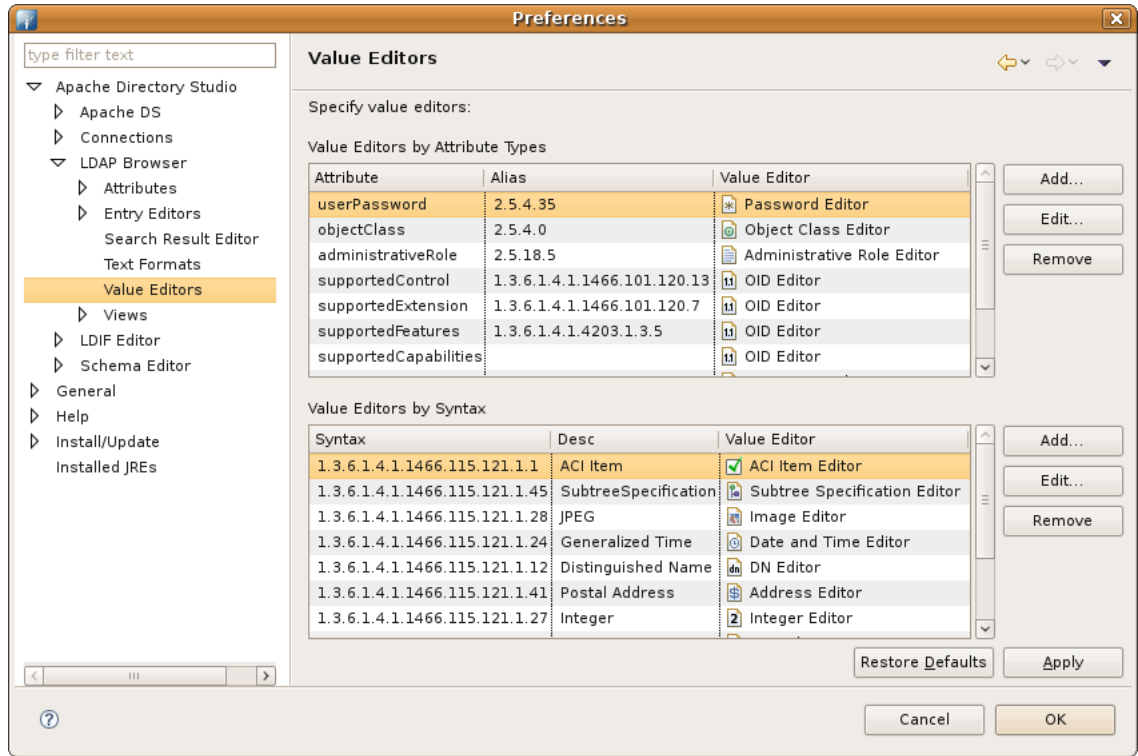 Preferences
type filter text
Apache Directory Studio
Apache DS
Connections
LDAP Browser
Attributes
Entry Editors
Search Result Editor
Text Formats
Value Editors
Views
LDIF Editor
Schema Editor
General
Help
Install/Update
Installed JREs
Value Editors
Specify value editors:
Value Editors by Attribute Types
Attribute Alias Value Editor
userPassword 2.5.4.35 Password Editor
objectClass 2.5.4.0 Object Class Editor
administrativeRole 2.5.18.5 Administrative Role Editor
supportedControl 1.3.6.1.4.1.1466.101.120.13 OID Editor
supportedExtension 1.3.6.1.4.1.1466.101.120.7 OID Editor
supportedFeatures 1.3.6.1.4.1.4203.1.3.5 OID Editor
supportedCapabilities OID Editor
Add...
Edit...
Remove
Value Editors by Syntax
Syntax Desc Value Editor
1.3.6.1.4.1.1466.115.121.1.1 ACI Item ACI Item Editor
1.3.6.1.4.1.1466.115.121.1.45 SubtreeSpecification Subtree Specification Editor
1.3.6.1.4.1.1466.115.121.1.28 JPEG Image Editor
1.3.6.1.4.1.1466.115.121.1.24 Generalized Time Date and Time Editor
1.3.6.1.4.1.1466.115.121.1.12 Distinguished Name DN Editor
1.3.6.1.4.1.1466.115.121.1.41 Postal Address Address Editor
1.3.6.1.4.1.1466.115.121.1.27 Integer Integer Editor
Add...
Edit...
Remove
Restore Defaults Apply
Cancel OK